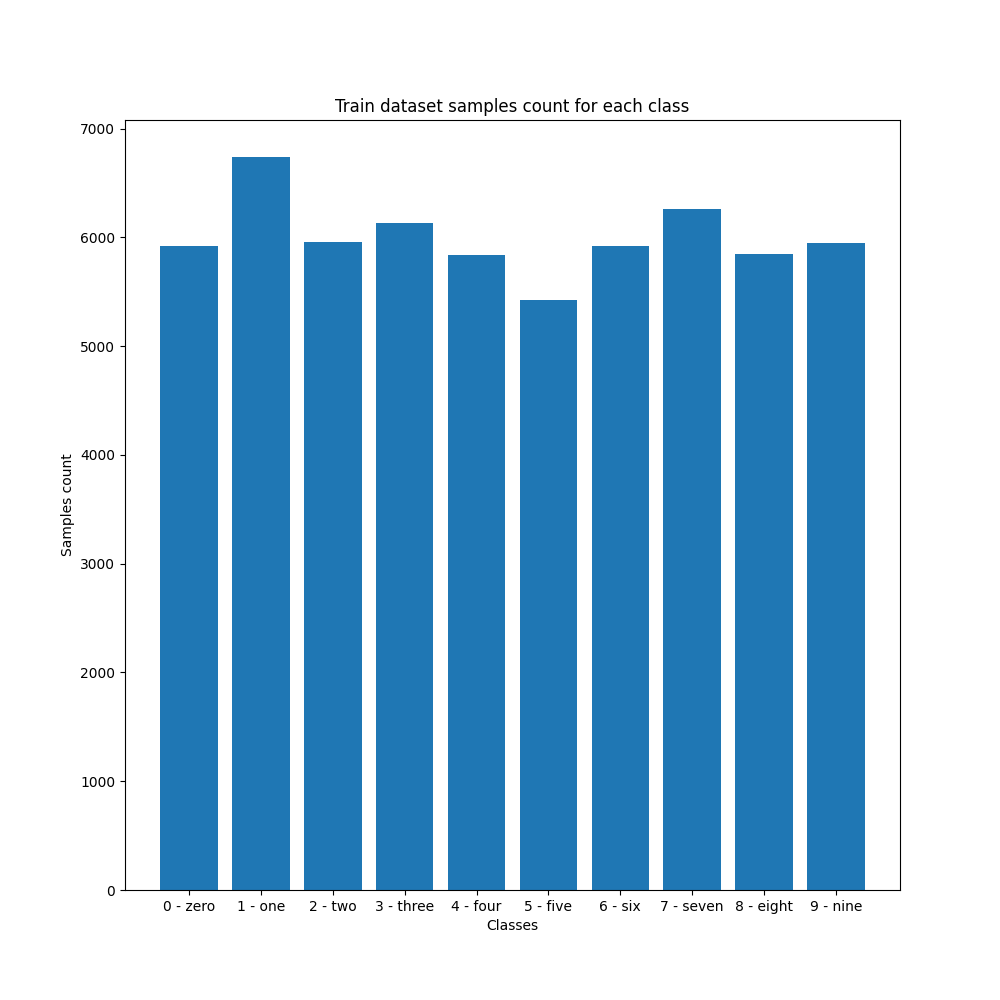 Train dataset samples count for each class
7000
6000
5000
4000
3000
2000
1000
0
Samples count
0 - zero 1 - one 2 - two 3 - three 4 - four 5 - five 6 - six 7 - seven 8 - eight 9 - nine
Classes